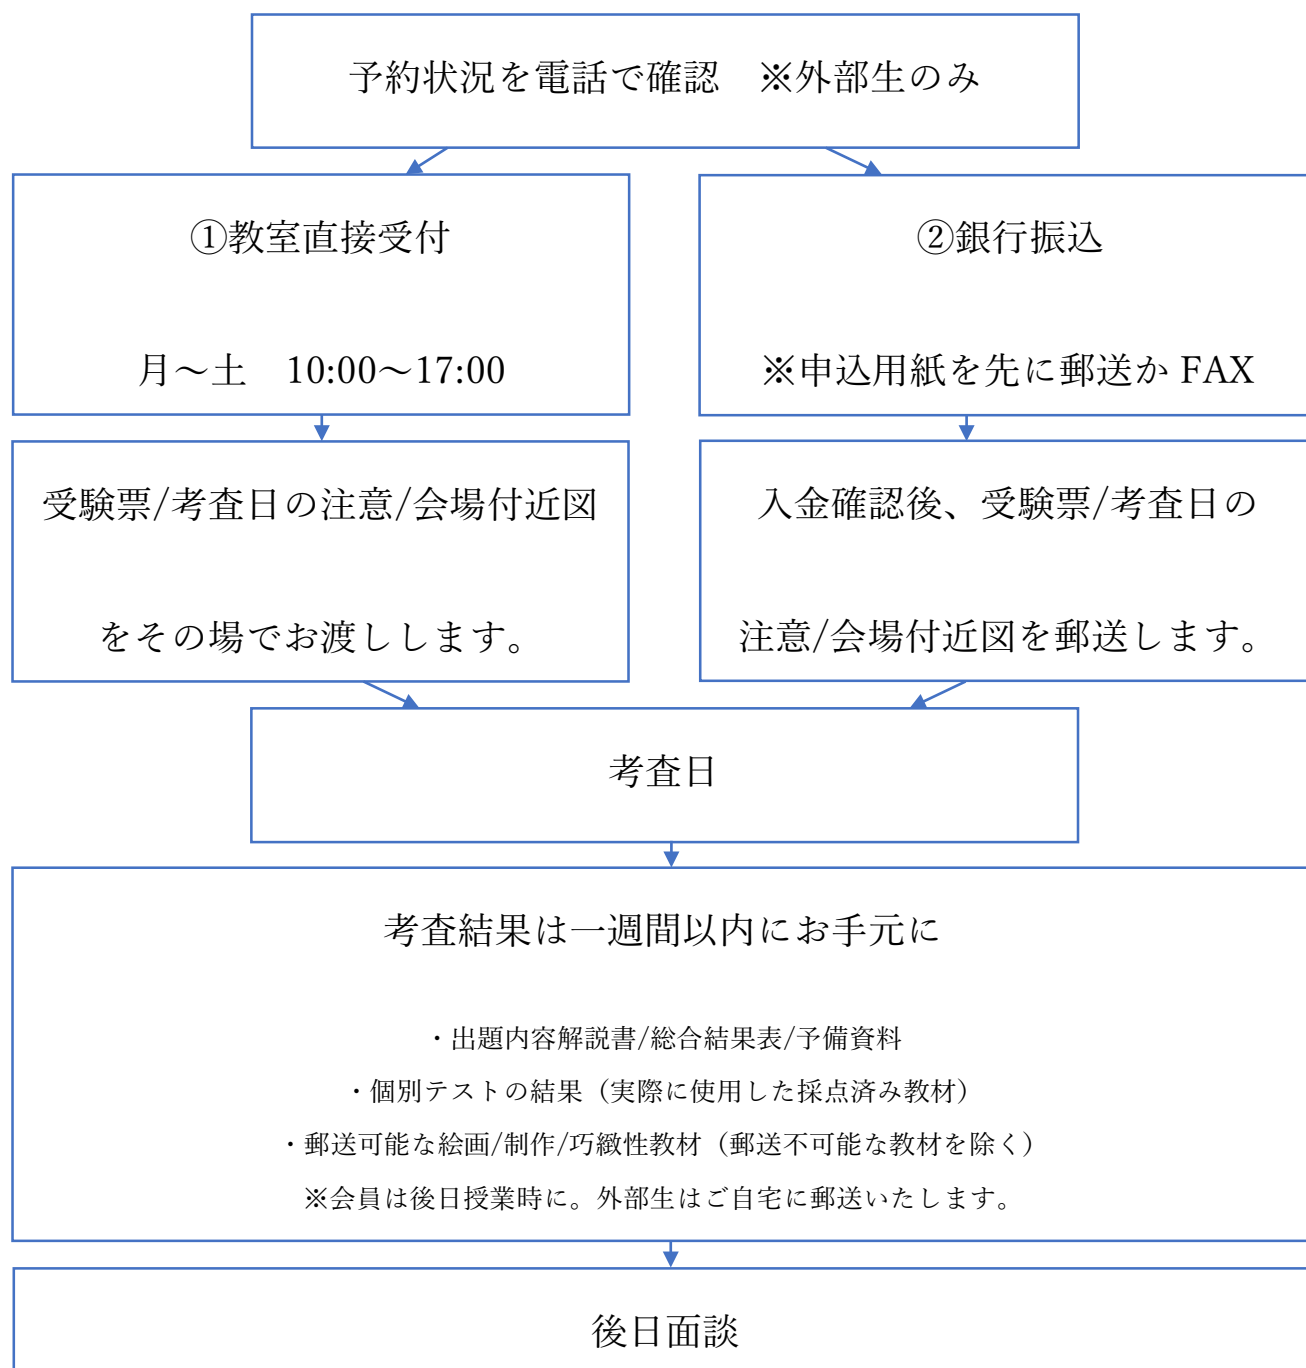 予約状況を電話で確認　※外部生のみ
①教室直接受付
月～土　10:00～17:00
②銀行振込
※申込用紙を先に郵送か FAX
受験票/考査日の注意/会場付近図
をその場でお渡しします。
入金確認後、受験票/考査日の
注意/会場付近図を郵送します。
考査日
考査結果は一週間以内にお手元に
・出題内容解説書/総合結果表/予備資料
・個別テストの結果（実際に使用した採点済み教材）
・郵送可能な絵画/制作/巧緻性教材（郵送不可能な教材を除く）
※会員は後日授業時に。外部生はご自宅に郵送いたします。
後日面談